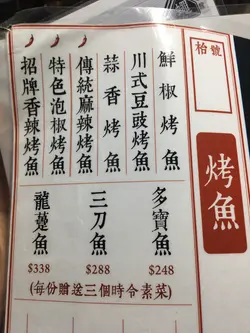 枱號
烤魚
鮮椒烤魚
川式豆豉烤魚
蒜香烤魚
傳統麻辣烤魚
特色泡椒烤魚
招牌香辣烤魚
多寶魚
$248
三刀魚
$288
龍躉魚
$338
(每份贈送三個時令素菜)